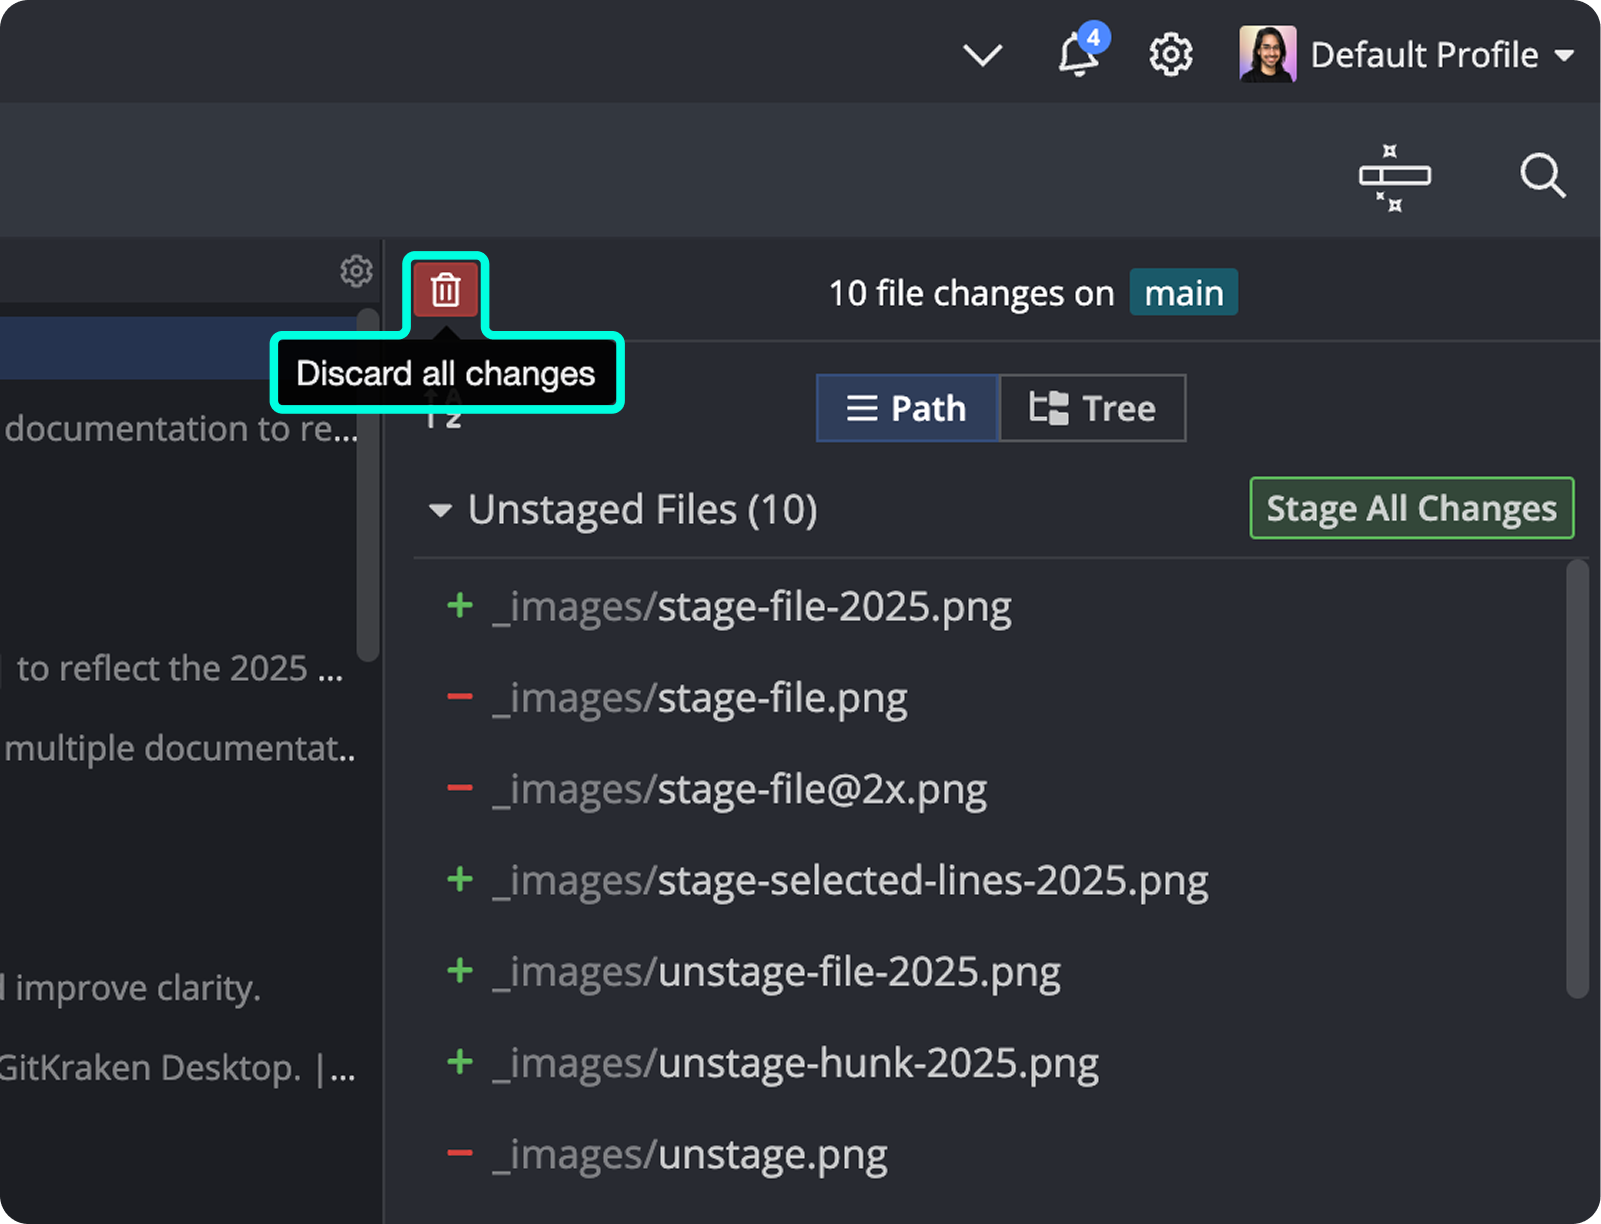 4
Default Profile
10 file changes on main
Discard all changes
Z
Path
Tree
documentation to re...
Unstaged Files (10)
Stage All Changes
_images/stage-file-2025.png
to reflect the 2025 ...
_images/stage-file.png
multiple documentat..
_images/stage-file@2x.png
_images/stage-selected-lines-2025.png
improve clarity.
_images/unstage-file-2025.png
GitKraken Desktop. |...
_images/unstage-hunk-2025.png
_images/unstage.png